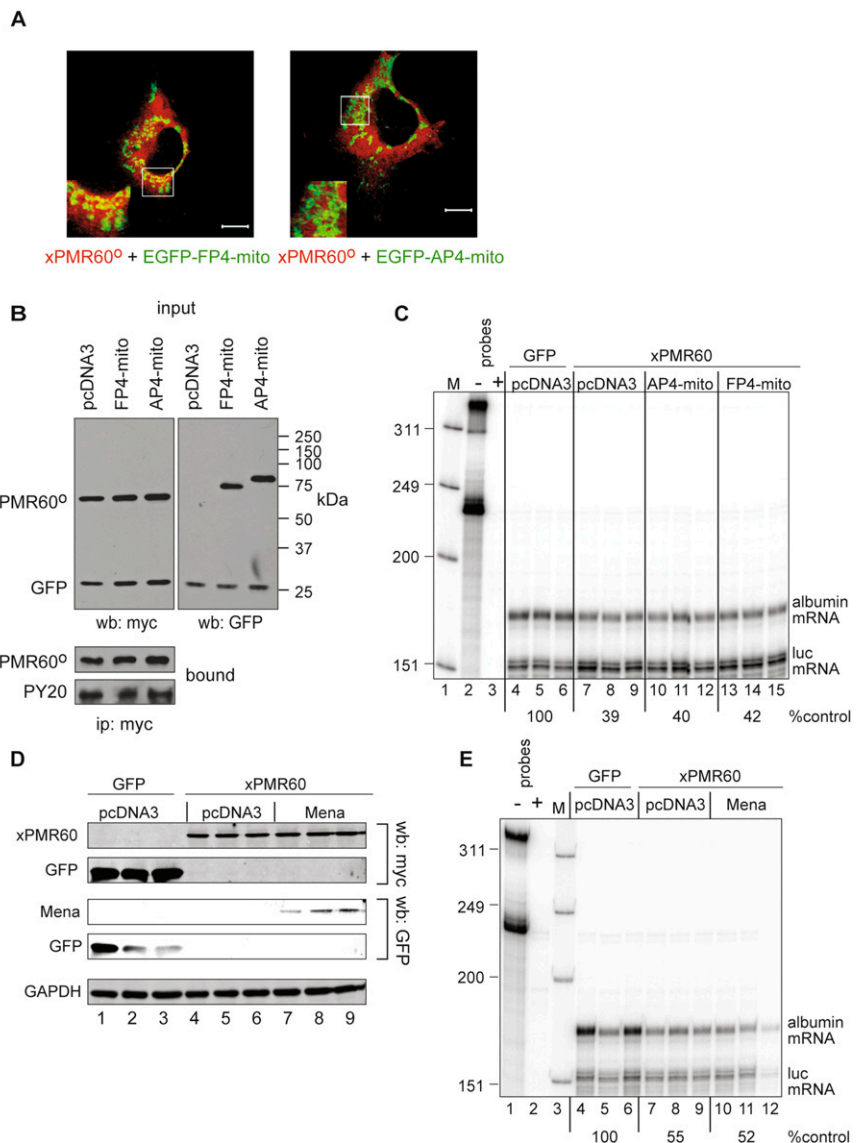 A
xPMR60º + EGFP-FP4-mito
xPMR60º + EGFP-AP4-mito
B
input
pcDNA3
FP4-mito
AP4-mito
pcDNA3
FP4-mito
AP4-mito
250
150
100
75
kDa
50
37
25
PMR60º
GFP
wb: myc
wb: GFP
PMR60º
PY20
bound
ip: myc
C
probes
GFP
xPMR60
M
-
+
pcDNA3
pcDNA3
AP4-mito
FP4-mito
311
249
200
151
albumin
mRNA
luc
mRNA
1 2 3 4 5 6 7 8 9 10 11 12 13 14 15
100 39 40 42 %control
D
GFP
xPMR60
pcDNA3
pcDNA3
Mena
xPMR60
GFP
wb: myc
Mena
GFP
wb: GFP
GAPDH
1 2 3 4 5 6 7 8 9
E
probes
GFP
xPMR60
- + M
pcDNA3
pcDNA3
Mena
311
249
200
151
albumin
mRNA
luc
mRNA
1 2 3 4 5 6 7 8 9 10 11 12
100 55 52 %control